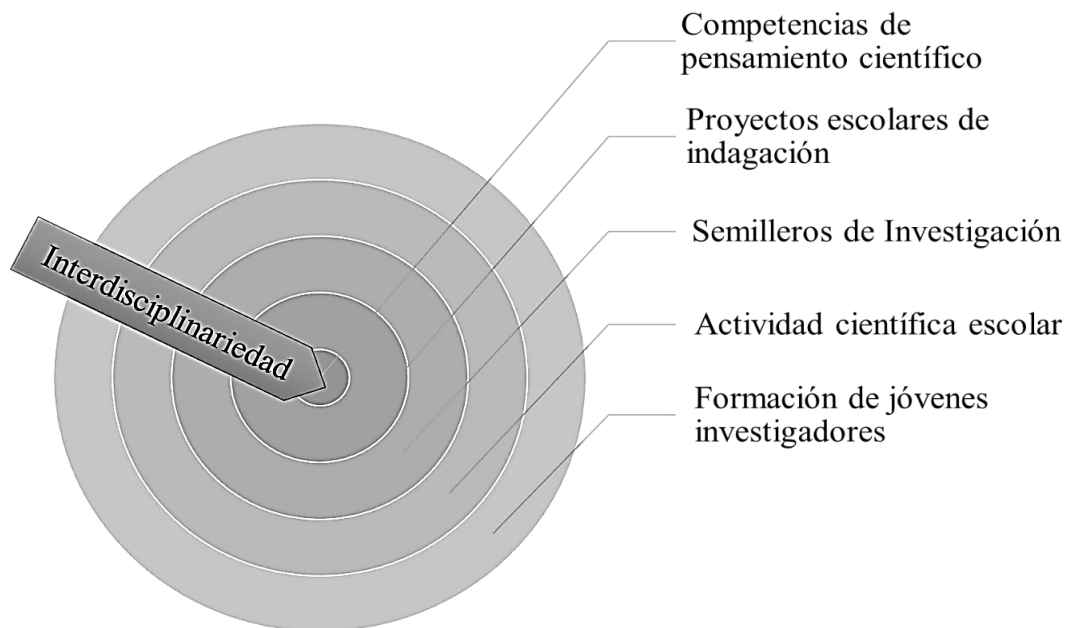 Competencias de
pensamiento científico
Proyectos escolares de
indagación
Semilleros de Investigación
Actividad científica escolar
Formación de jóvenes
investigadores
Interdisciplinariedad